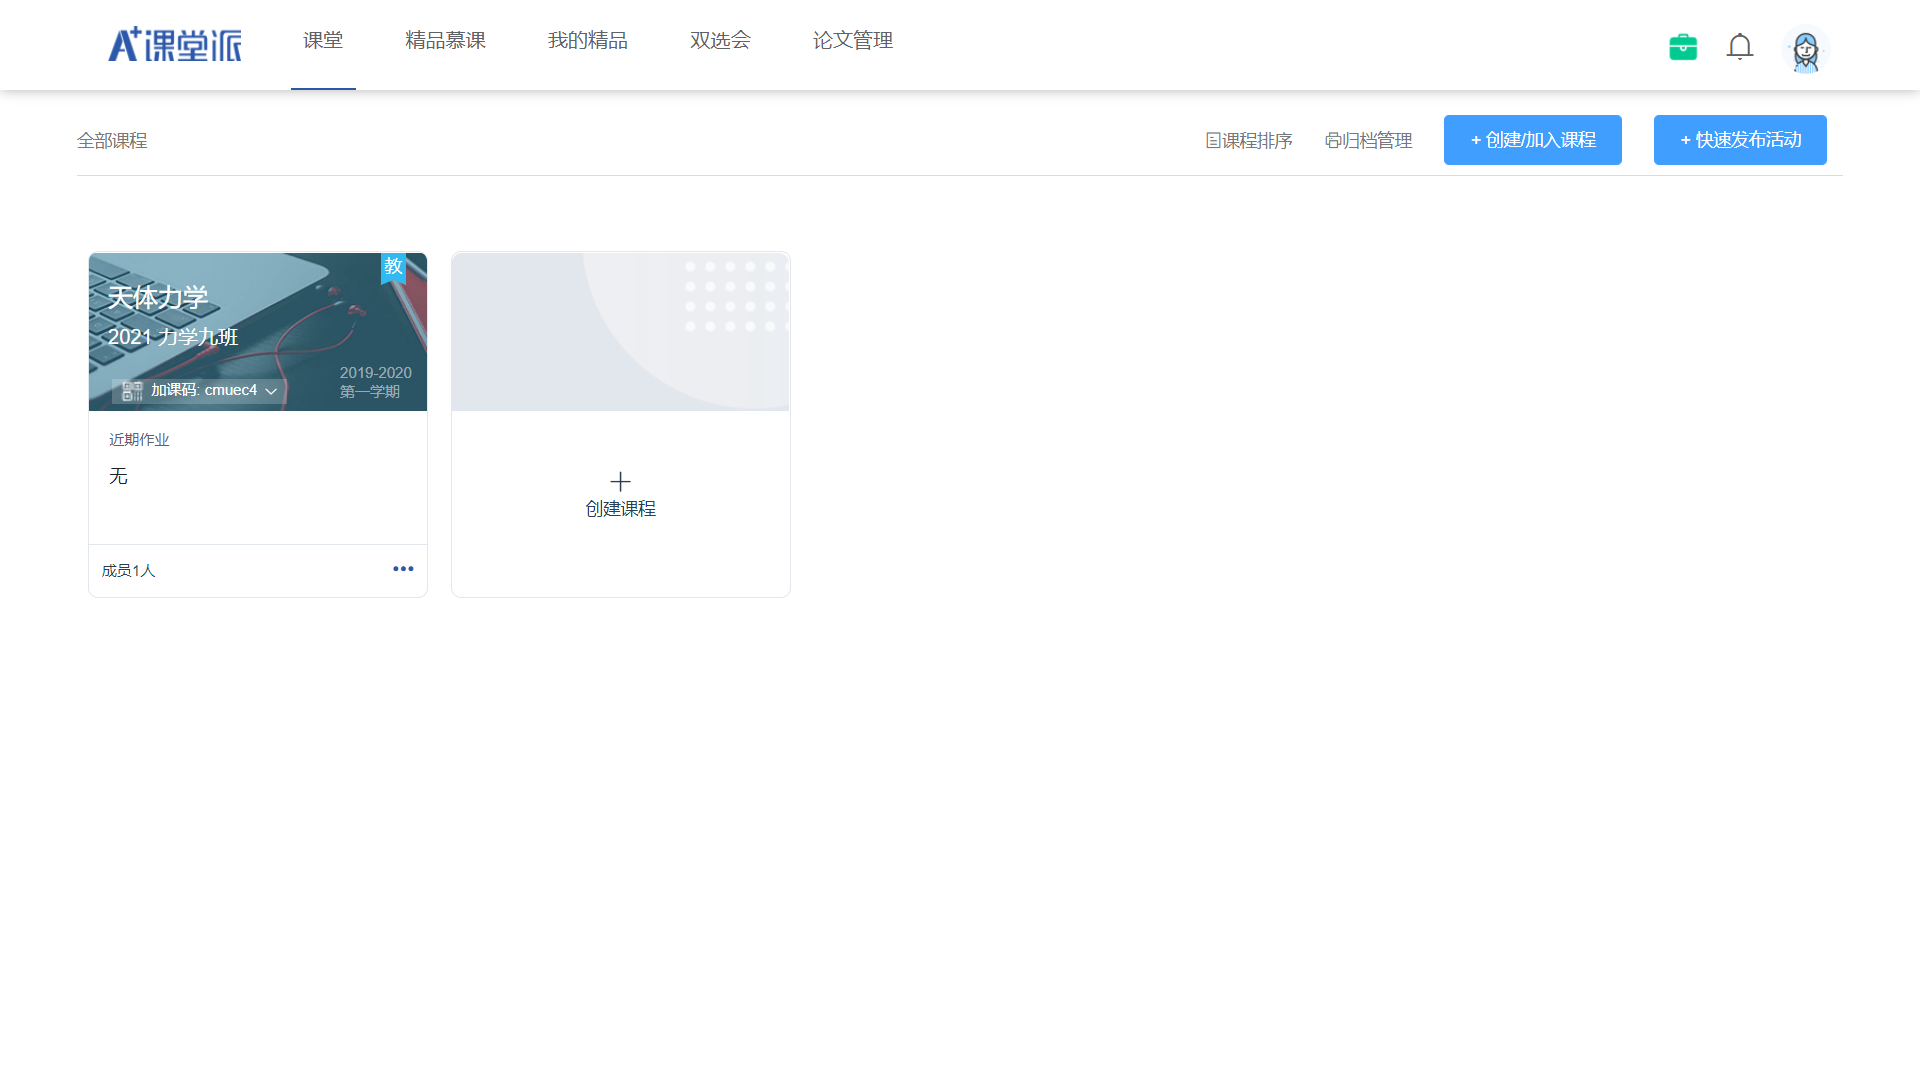 A+课堂派
课堂
精品慕课
我的精品
双选会
论文管理
全部课程
课程排序
归档管理
+ 创建/加入课程
+ 快速发布活动
教
天体力学
2021 力学九班
加课码: cmuec4
2019-2020
第一学期
近期作业
无
成员1人
创建课程